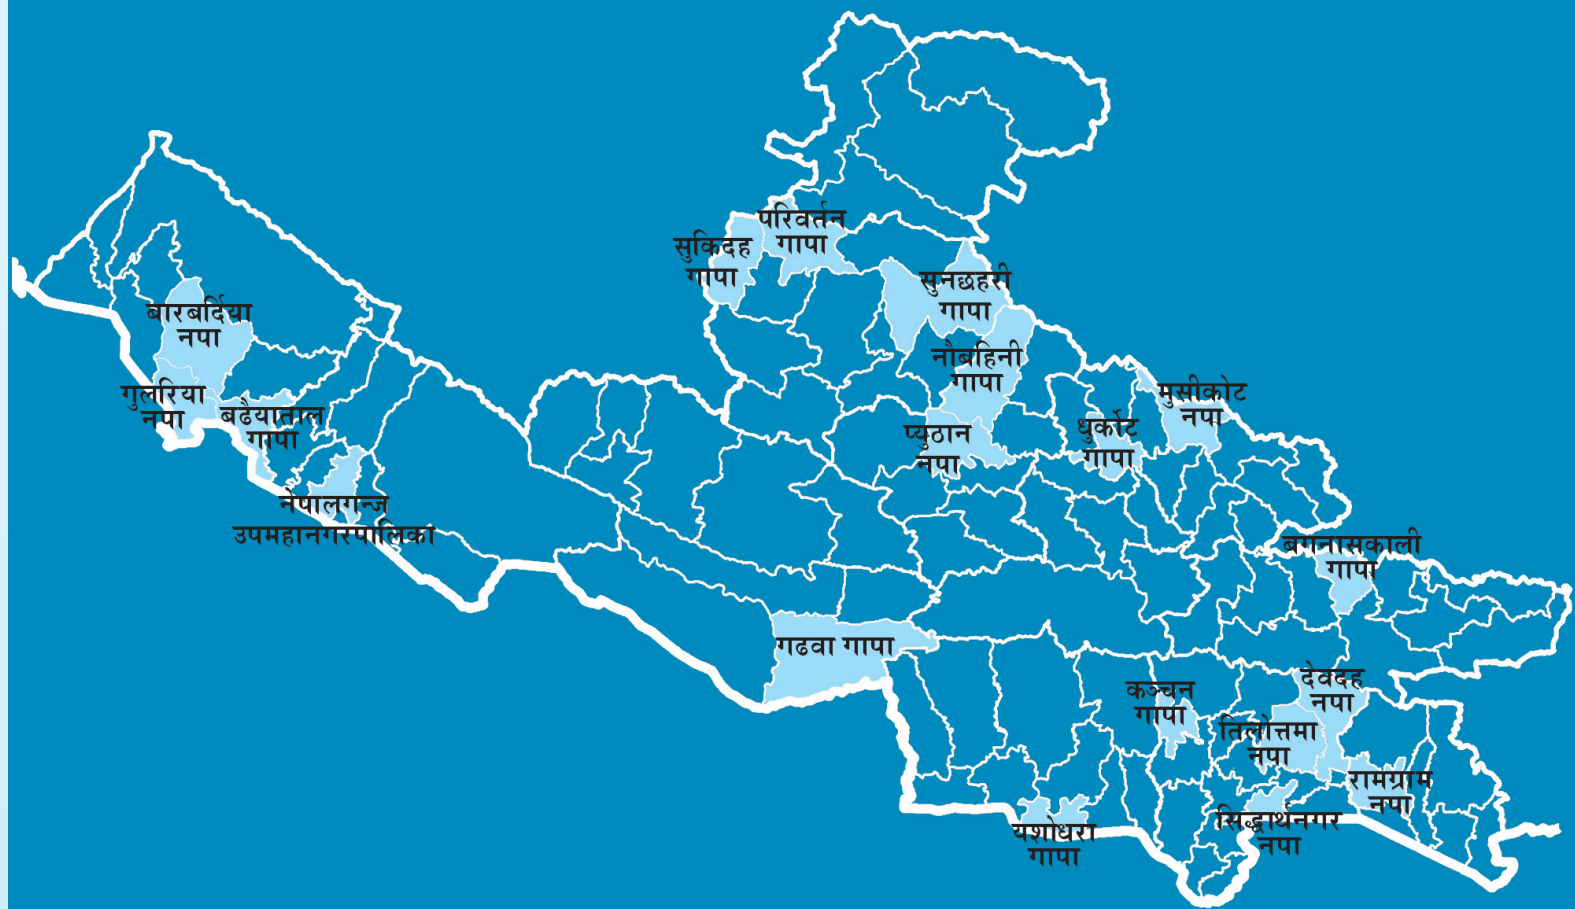 परिवर्तन
गापा
सुकिदह
गापा
सुनछहरी
गापा
बारबर्दिया
नपा
नौबहिनी
गापा
गुलरिया
नपा
बढैयाताल
गापा
मुसीकोट
नपा
धुर्कोट
गापा
प्युठान
नपा
नेपालगन्ज
उपमहानगरपालिका
बगनासकाली
गापा
गढवा गापा
देवदह
नपा
कञ्चन
गापा
तिलोत्तमा
नपा
रामग्राम
नपा
सिद्धार्थनगर
नपा
यशोधरा
गापा